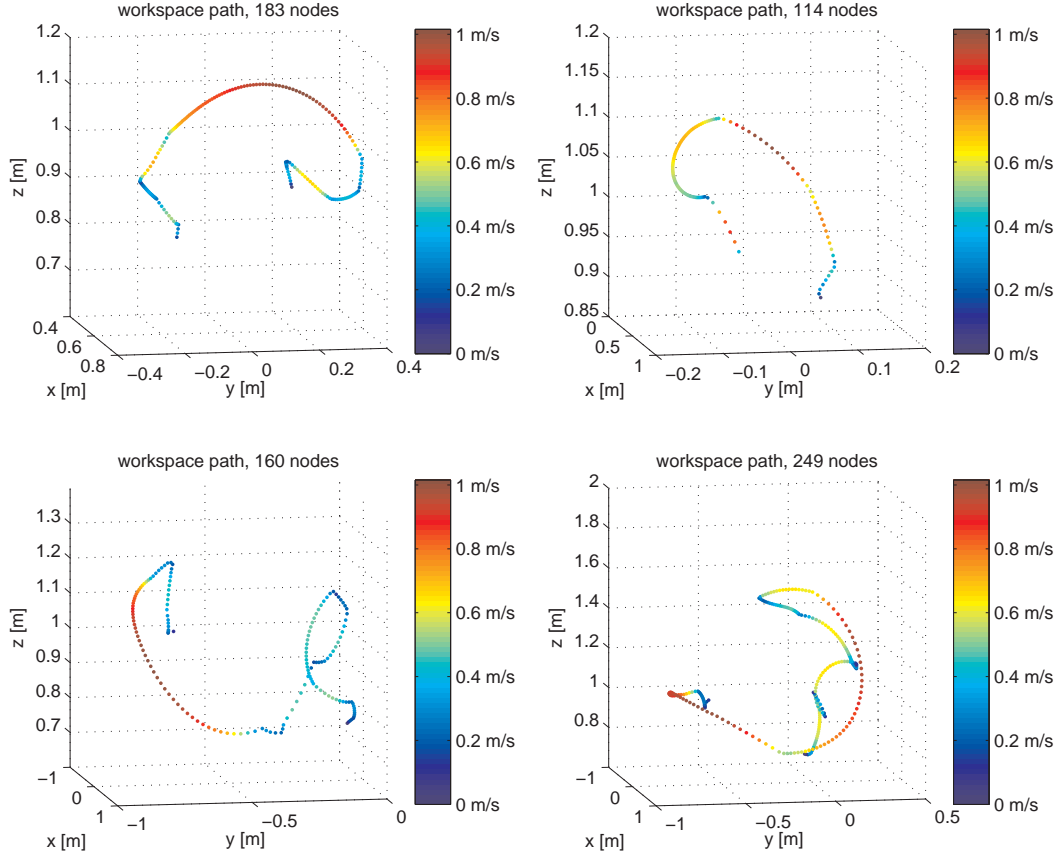 workspace path, 183 nodes
1.2
1.1
1
0.9
0.8
0.7
z [m]
0.4
0.6
0.8
x [m]
−0.4
−0.2
0
0.2
0.4
y [m]
1 m/s
0.8 m/s
0.6 m/s
0.4 m/s
0.2 m/s
0 m/s
workspace path, 114 nodes
1.2
1.15
1.1
1.05
1
0.95
0.9
0.85
z [m]
0
0.5
1
x [m]
−0.2
−0.1
0
0.1
0.2
y [m]
1 m/s
0.8 m/s
0.6 m/s
0.4 m/s
0.2 m/s
0 m/s
workspace path, 160 nodes
1.3
1.2
1.1
1
0.9
0.8
0.7
z [m]
−1
0
1
x [m]
−1
−0.5
0
y [m]
1 m/s
0.8 m/s
0.6 m/s
0.4 m/s
0.2 m/s
0 m/s
workspace path, 249 nodes
2
1.8
1.6
1.4
1.2
1
0.8
z [m]
−1
0
1
x [m]
−1
−0.5
0
0.5
y [m]
1 m/s
0.8 m/s
0.6 m/s
0.4 m/s
0.2 m/s
0 m/s